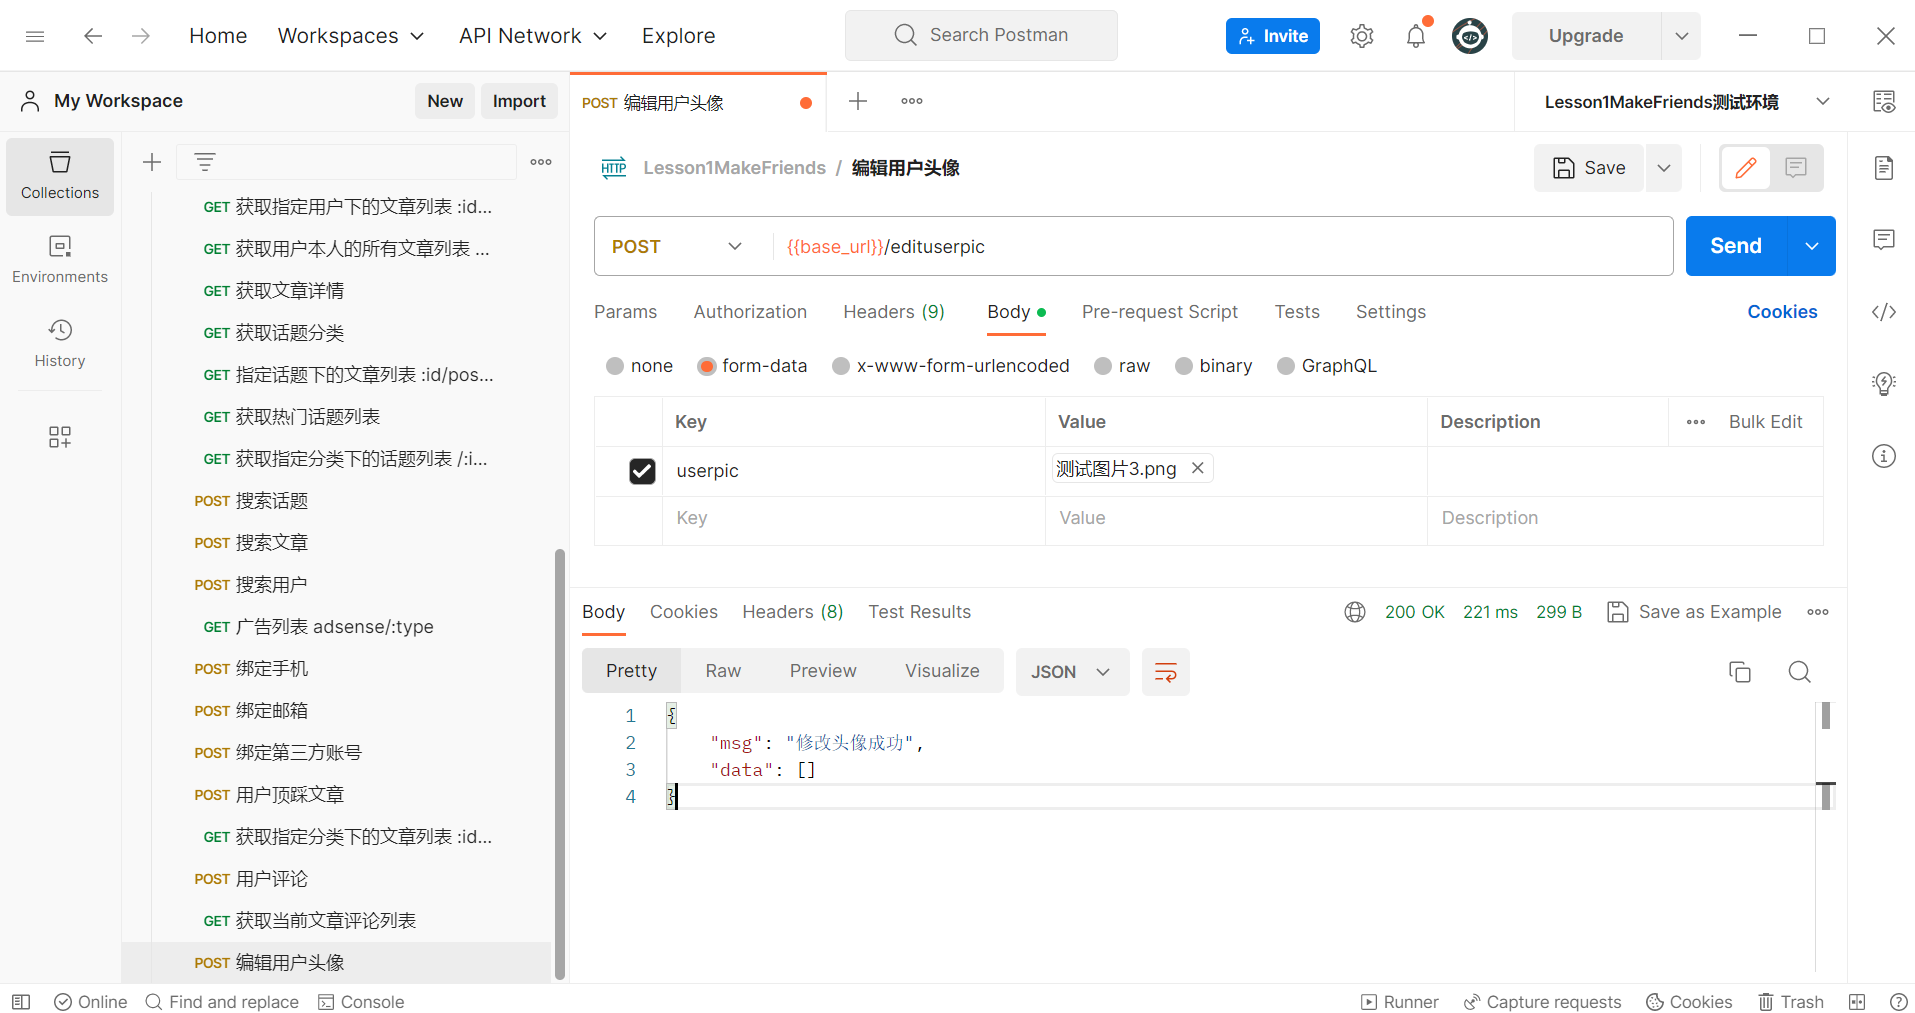 Home Workspaces API Network Explore Search Postman Invite Upgrade
My Workspace New Import
POST 编辑用户头像
Lesson1MakeFriends测试环境
Collections
Environments
History
GET 获取指定用户下的文章列表 :id...
GET 获取用户本人的所有文章列表 ...
GET 获取文章详情
GET 获取话题分类
GET 指定话题下的文章列表 :id/pos...
GET 获取热门话题列表
GET 获取指定分类下的话题列表 /:i...
POST 搜索话题
POST 搜索文章
POST 搜索用户
GET 广告列表 adsense/:type
POST 绑定手机
POST 绑定邮箱
POST 绑定第三方账号
POST 用户顶踩文章
GET 获取指定分类下的文章列表 :id...
POST 用户评论
GET 获取当前文章评论列表
POST 编辑用户头像
HTTP Lesson1MakeFriends / 编辑用户头像 Save
POST {{base_url}}/edituserpic Send
Params Authorization Headers (9) Body Pre-request Script Tests Settings Cookies
none form-data x-www-form-urlencoded raw binary GraphQL
Key Value Description Bulk Edit
userpic 测试图片3.png
Key Value Description
Body Cookies Headers (8) Test Results 200 OK 221 ms 299 B Save as Example
Pretty Raw Preview Visualize JSON
1 {
2 "msg": "修改头像成功",
3 "data": []
4 }
Online Find and replace Console Runner Capture requests Cookies Trash